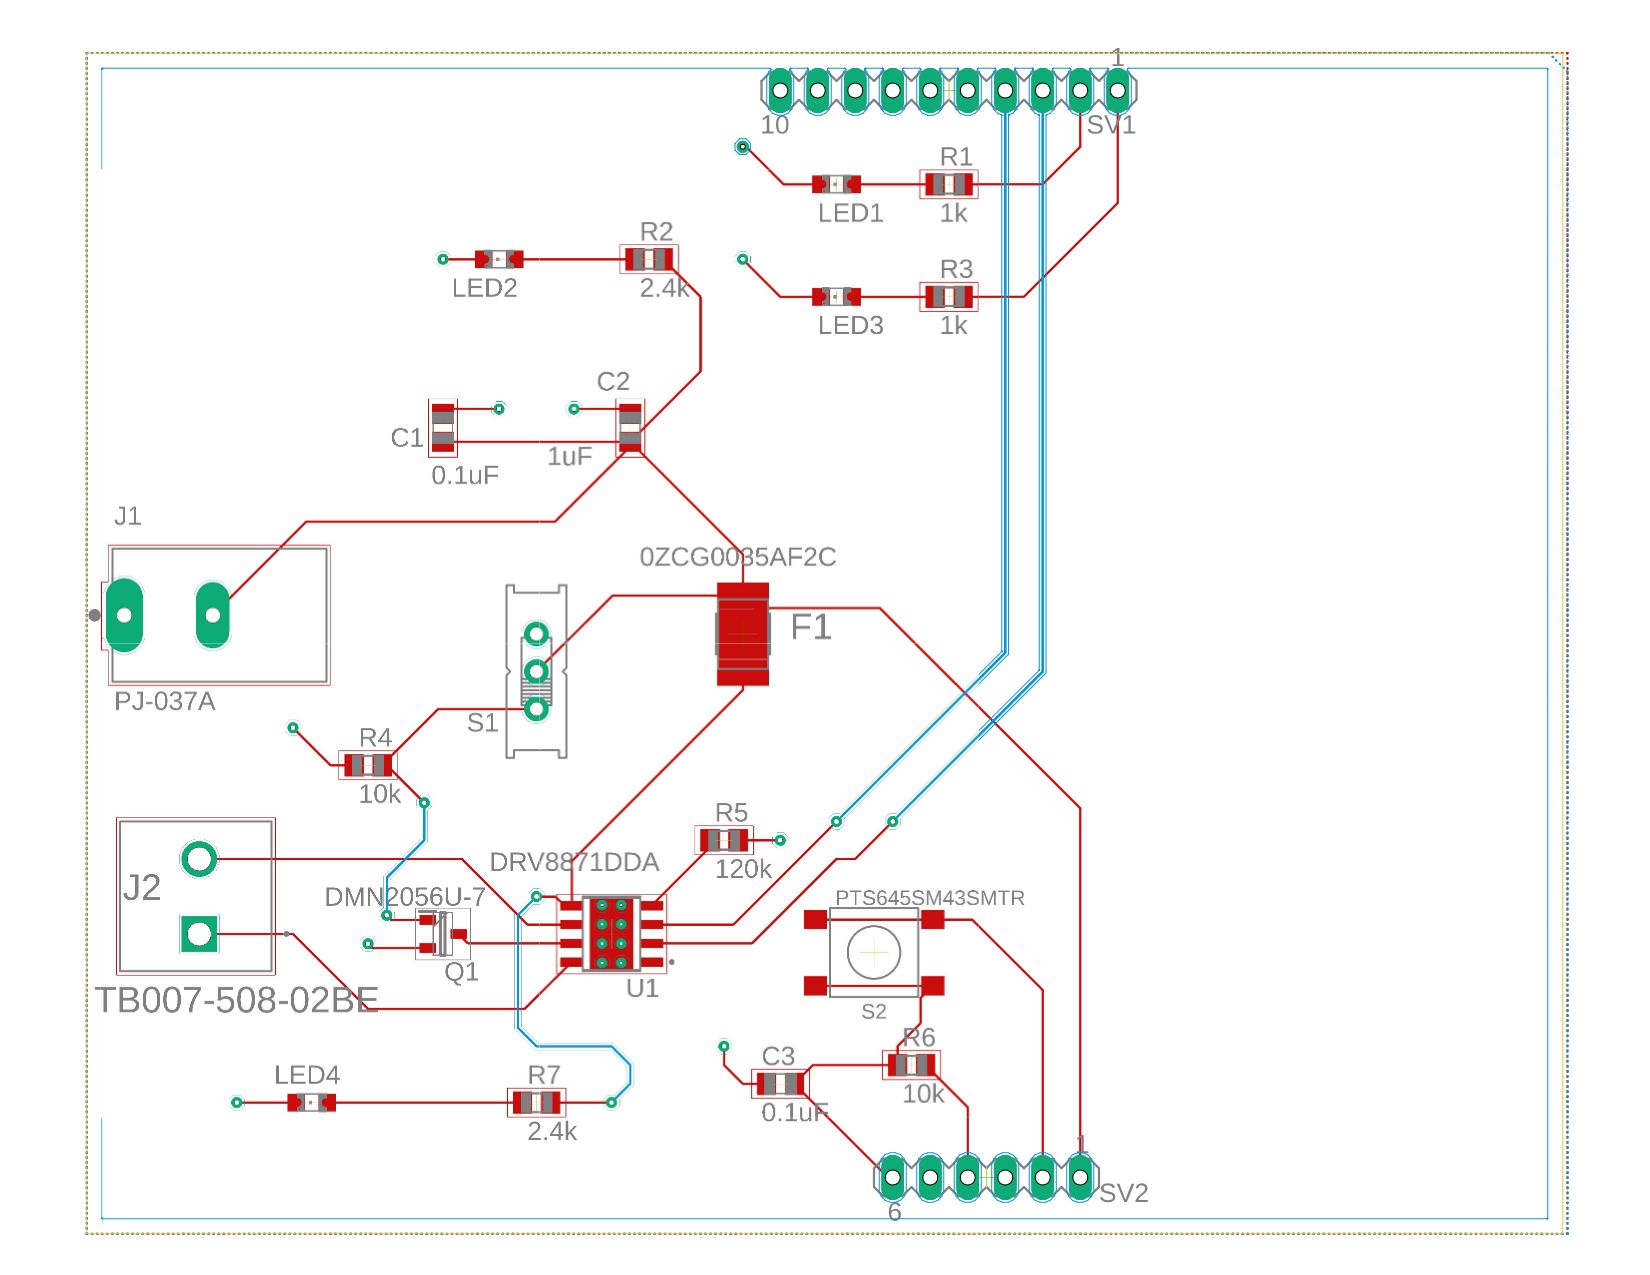 1
10
SV1
R1
LED1
1k
R2
LED2
2.4k
R3
LED3
1k
C2
C1
1uF
0.1uF
J1
0ZCG0035AF2C
F1
PJ-037A
S1
R4
10k
R5
DRV8871DDA
120k
J2
DMN2056U-7
PTS645SM43SMTR
Q1
U1
TB007-508-02BE
S2
R6
C3
LED4
R7
10k
0.1uF
2.4k
1
SV2
6